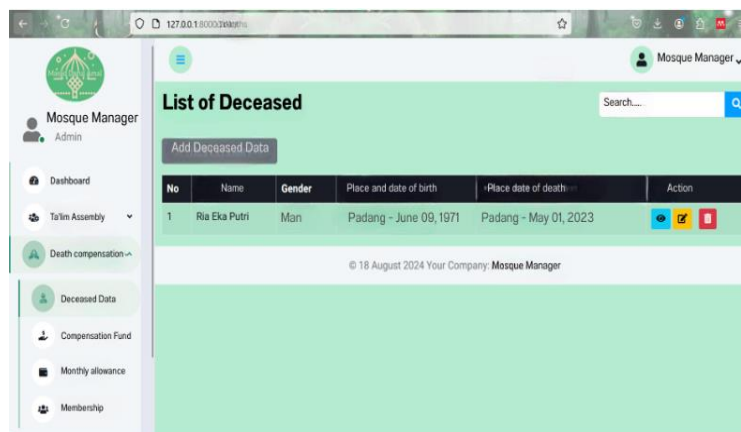 127.0.0.1:8000/
Mosque Manager
Mosque Manager
Admin
List of Deceased
Search....
Add Deceased Data
Dashboard
Ta'lim Assembly
Death compensation
Deceased Data
Compensation Fund
Monthly allowance
Membership
No Name Gender Place and date of birth Place date of death Action
1 Ria Eka Putri Man Padang - June 09, 1971 Padang - May 01, 2023
© 18 August 2024 Your Company: Mosque Manager